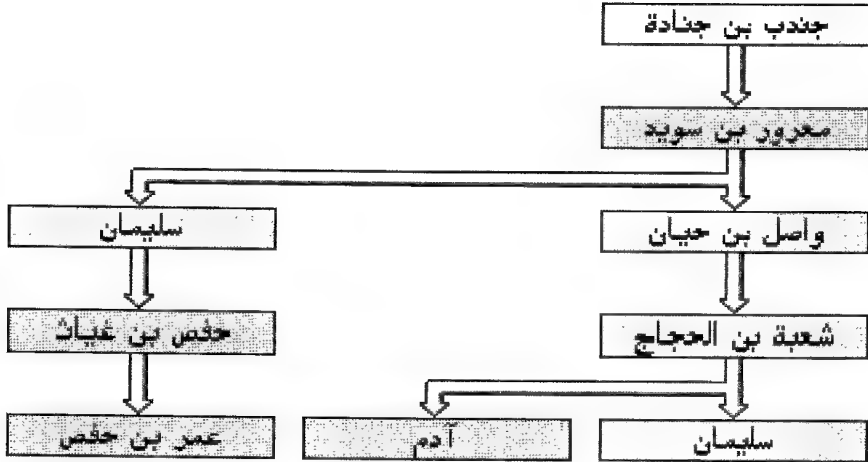 جندب بن جنادة
معرور بن سويد
واصل بن حيان
سليمان
شعبة بن الحجاج
حفص بن غياث
سليمان
آدم
عمر بن حفص